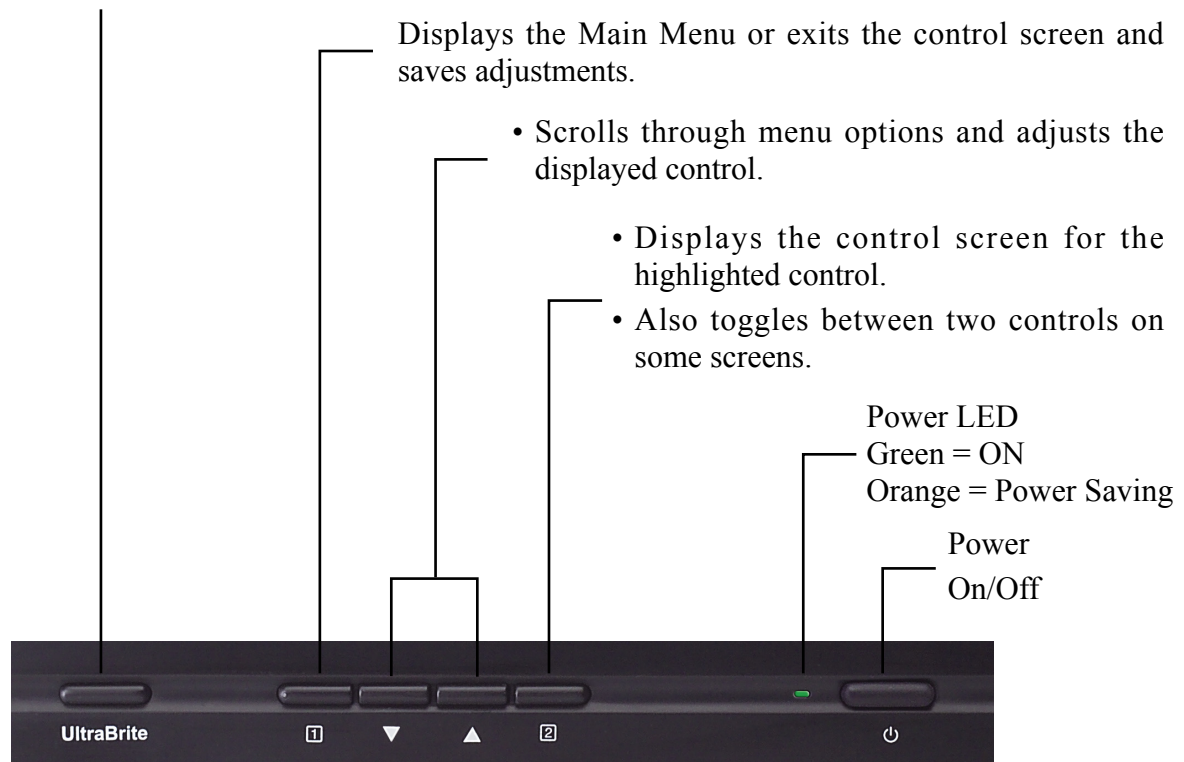 Displays the Main Menu or exits the control screen and
saves adjustments.
• Scrolls through menu options and adjusts the
displayed control.
• Displays the control screen for the
highlighted control.
• Also toggles between two controls on
some screens.
Power LED
Green = ON
Orange = Power Saving
Power
On/Off
UltraBrite
1
▼
▲
2